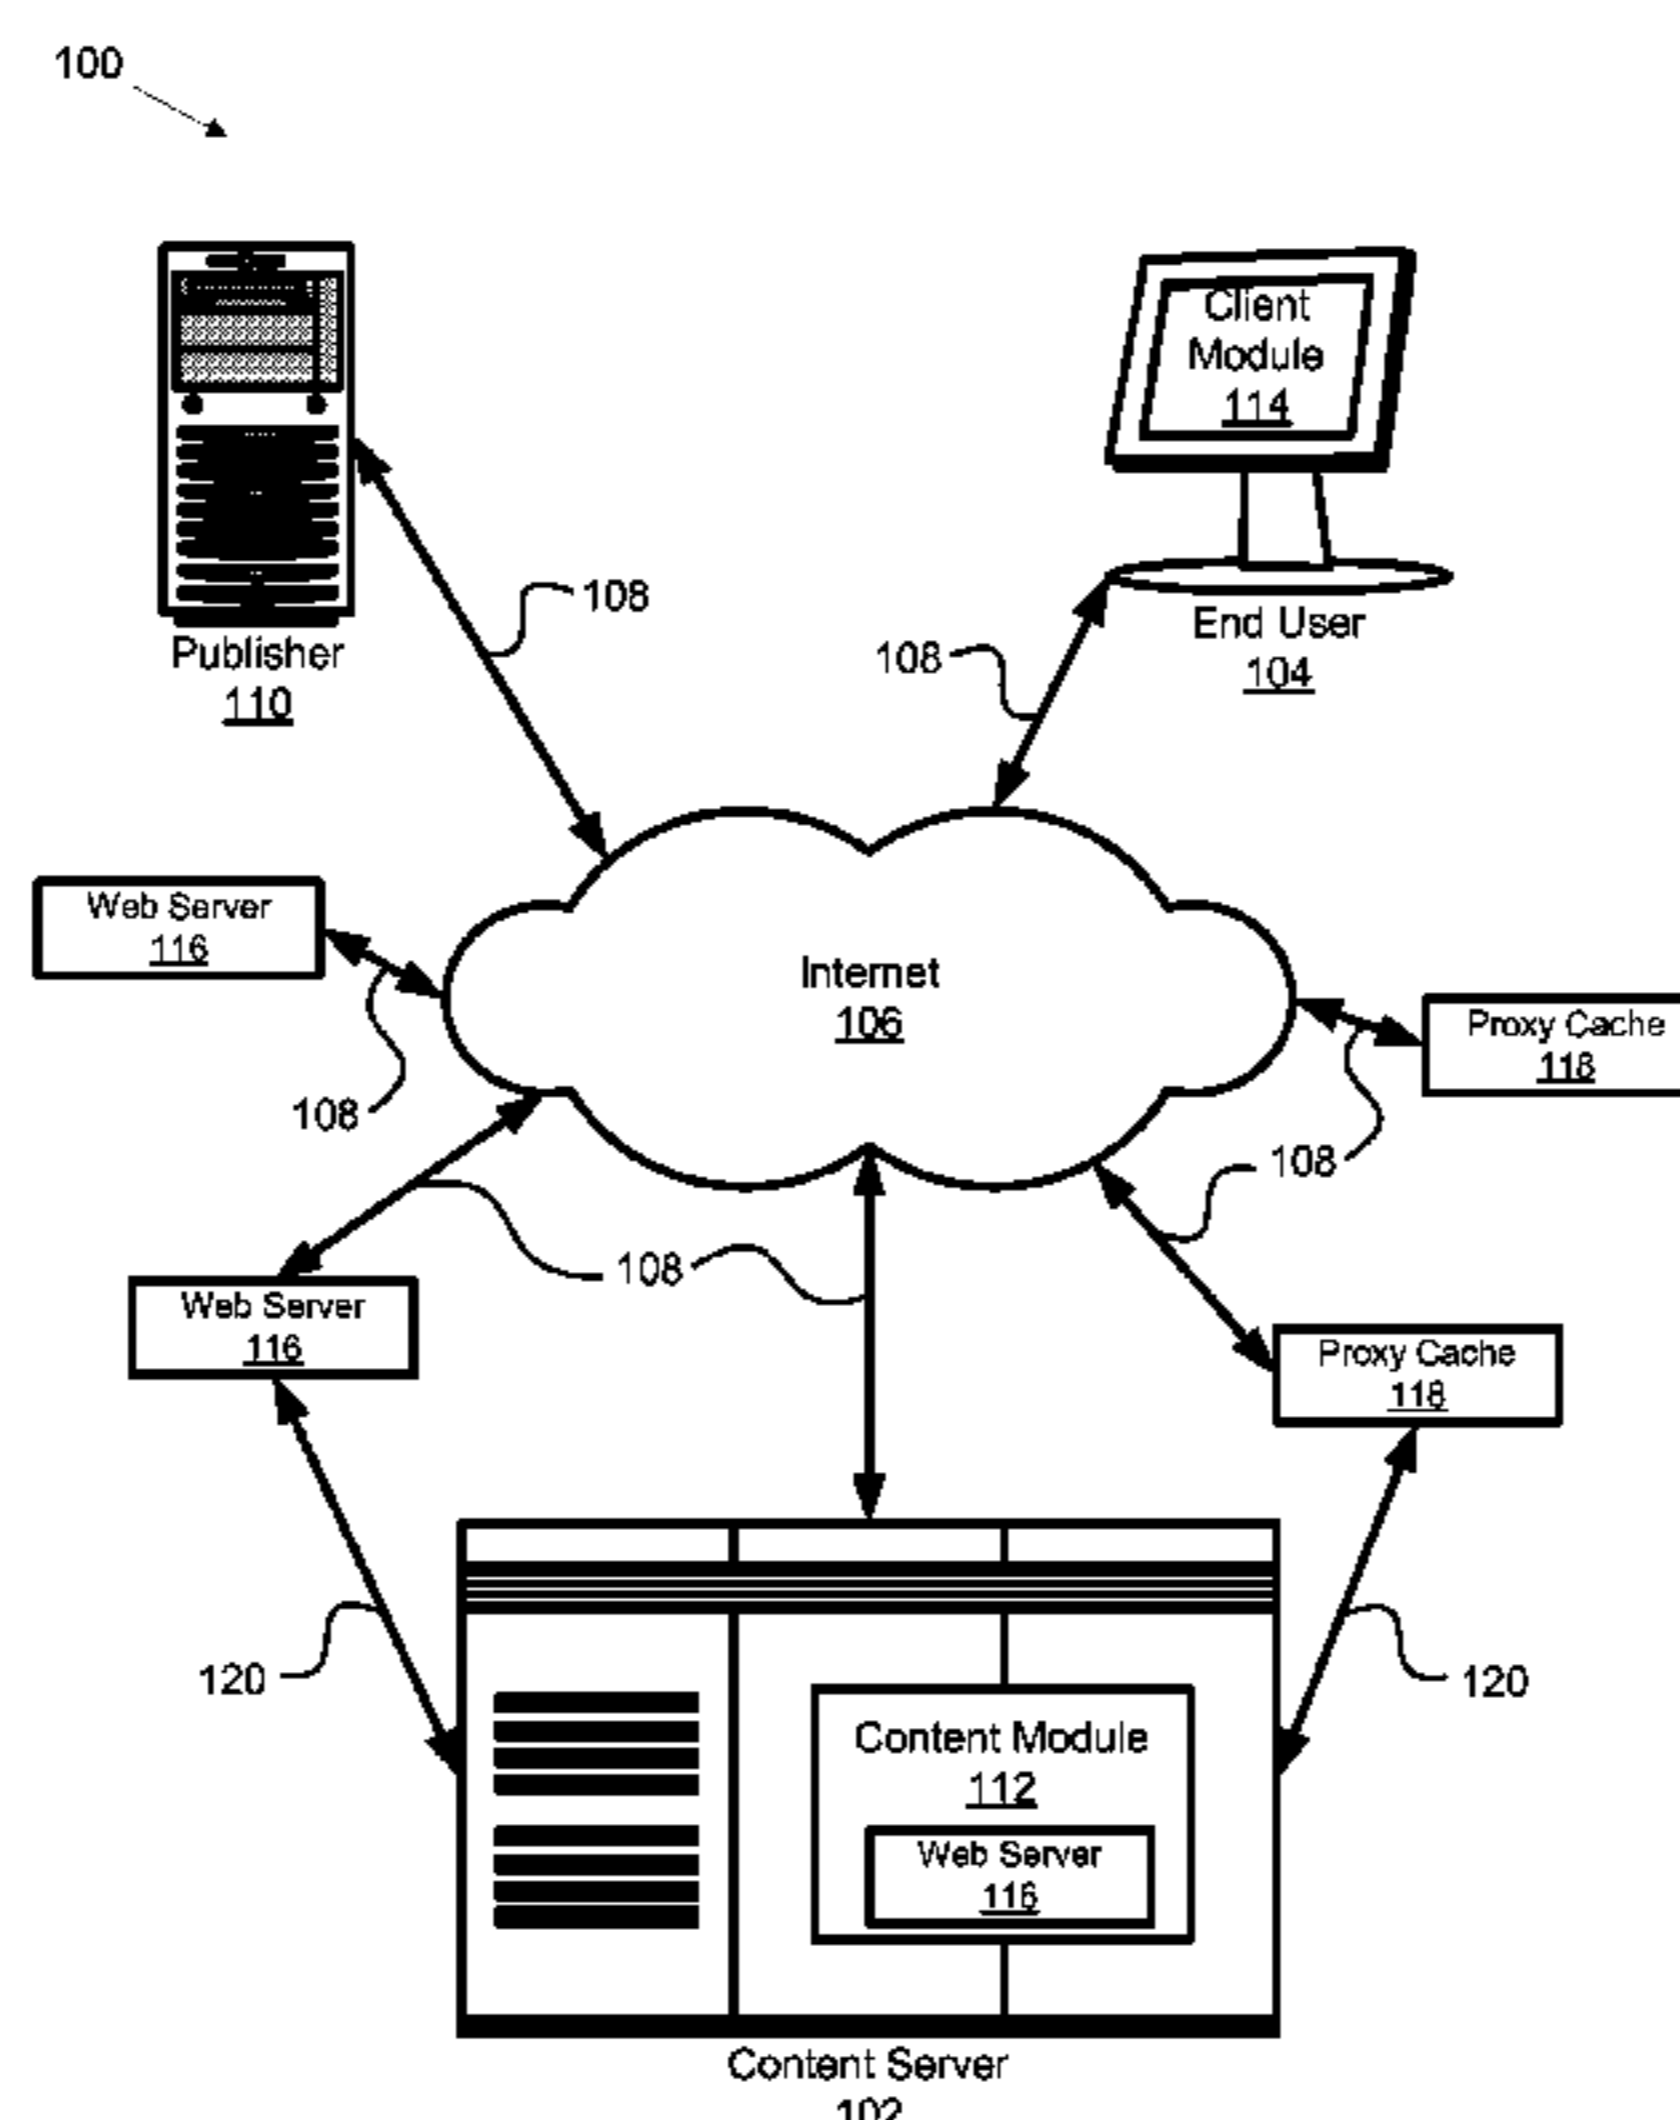 100
Client
Module
114
Publisher
110
108
108
End User
104
Web Server
116
Internet
106
Proxy Cache
118
108
108
108
Web Server
116
Proxy Cache
118
120
120
Content Module
112
Web Server
116
Content Server
102